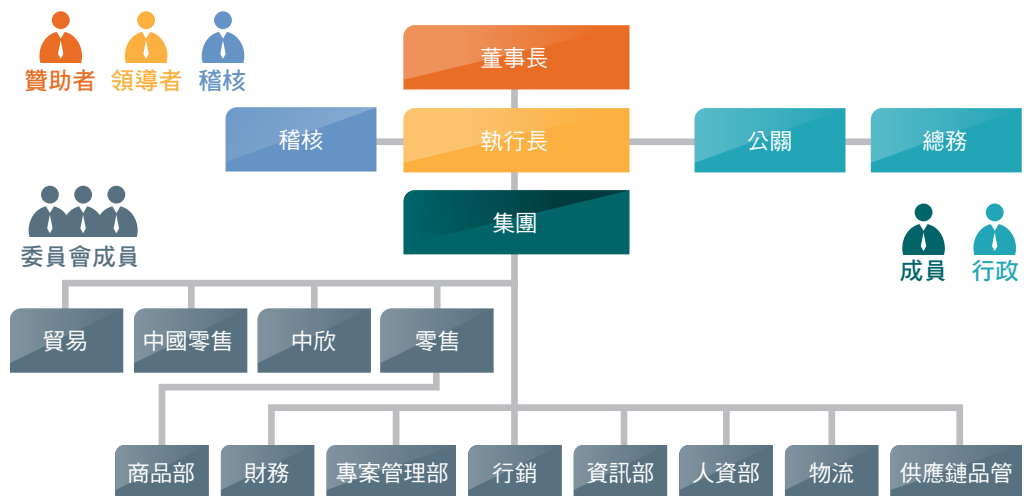 贊助者 領導者 稽核
董事長
稽核 執行長 公關 總務
集團
委員會成員
成員 行政
貿易 中國零售 中欣 零售
商品部 財務 專案管理部 行銷 資訊部 人資部 物流 供應鏈品管